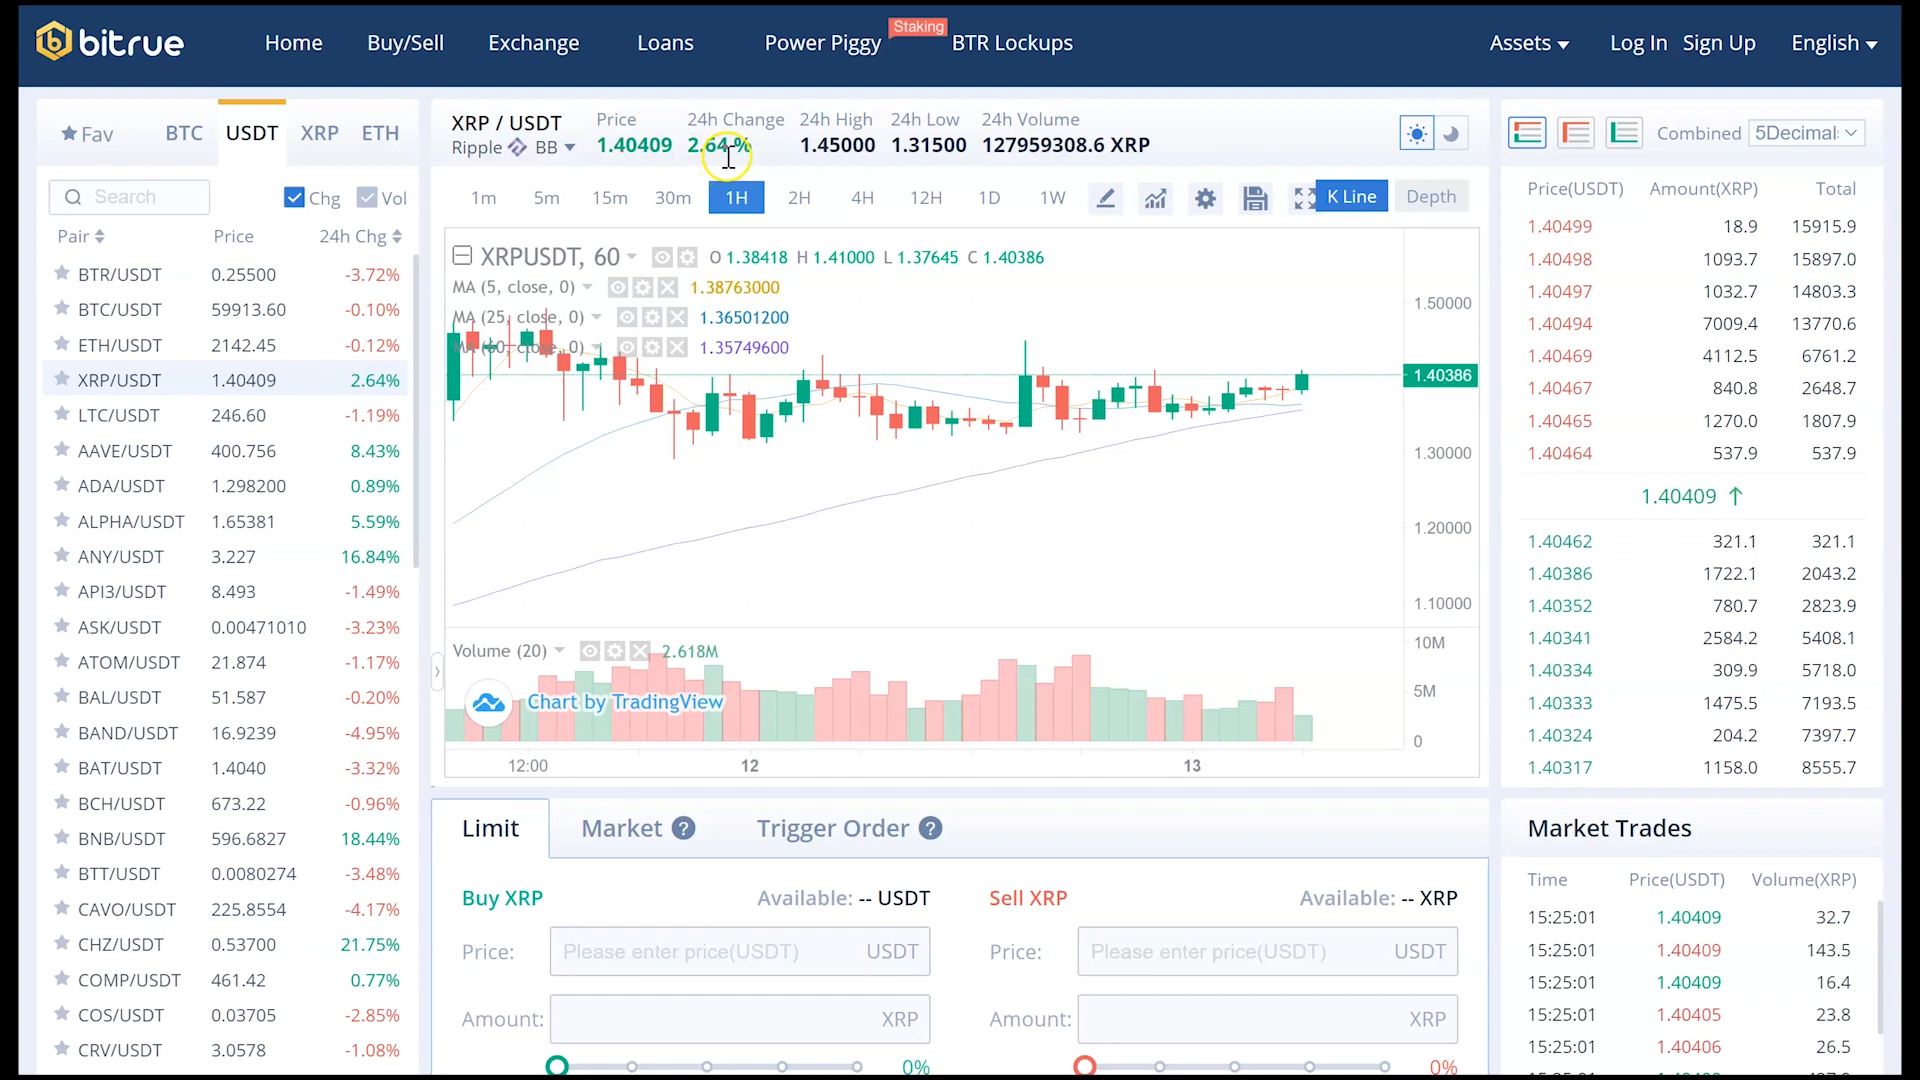 bitrue
Home Buy/Sell Exchange Loans Power Piggy Staking BTR Lockups Assets Log In Sign Up English
Fav BTC USDT XRP ETH
Search Chg Vol
Pair Price 24h Chg
BTR/USDT 0.25500 -3.72%
BTC/USDT 59913.60 -0.10%
ETH/USDT 2142.45 -0.12%
XRP/USDT 1.40409 2.64%
LTC/USDT 246.60 -1.19%
AAVE/USDT 400.756 8.43%
ADA/USDT 1.298200 0.89%
ALPHA/USDT 1.65381 5.59%
ANY/USDT 3.227 16.84%
API3/USDT 8.493 -1.49%
ASK/USDT 0.00471010 -3.23%
ATOM/USDT 21.874 -1.17%
BAL/USDT 51.587 -0.20%
BAND/USDT 16.9239 -4.95%
BAT/USDT 1.4040 -3.32%
BCH/USDT 673.22 -0.96%
BNB/USDT 596.6827 18.44%
BTT/USDT 0.0080274 -3.48%
CAVO/USDT 225.8554 -4.17%
CHZ/USDT 0.53700 21.75%
COMP/USDT 461.42 0.77%
COS/USDT 0.03705 -2.85%
CRV/USDT 3.0578 -1.08%
XRP / USDT Price 24h Change 24h High 24h Low 24h Volume
Ripple BB 1.40409 2.64 % 1.45000 1.31500 127959308.6 XRP
1m 5m 15m 30m 1H 2H 4H 12H 1D 1W K Line Depth
XRPUSDT, 60 O 1.38418 H 1.41000 L 1.37645 C 1.40386
MA (5, close, 0) 1.38763000
MA (25, close, 0) 1.36501200
close, 0) 1.35749600
1.50000
1.40386
1.30000
1.20000
1.10000
Volume (20) 2.618M
10M
5M
0
Chart by TradingView
12:00 12 13
Limit Market ? Trigger Order ?
Buy XRP Available: -- USDT
Price: Please enter price(USDT) USDT
Amount: XRP
0%
Sell XRP Available: -- XRP
Price: Please enter price(USDT) USDT
Amount: XRP
0%
Combined 5Decimal
Price(USDT) Amount(XRP) Total
1.40499 18.9 15915.9
1.40498 1093.7 15897.0
1.40497 1032.7 14803.3
1.40494 7009.4 13770.6
1.40469 4112.5 6761.2
1.40467 840.8 2648.7
1.40465 1270.0 1807.9
1.40464 537.9 537.9
1.40409
1.40462 321.1 321.1
1.40386 1722.1 2043.2
1.40352 780.7 2823.9
1.40341 2584.2 5408.1
1.40334 309.9 5718.0
1.40333 1475.5 7193.5
1.40324 204.2 7397.7
1.40317 1158.0 8555.7
Market Trades
Time Price(USDT) Volume(XRP)
15:25:01 1.40409 32.7
15:25:01 1.40409 143.5
15:25:01 1.40409 16.4
15:25:01 1.40405 23.8
15:25:01 1.40406 26.5